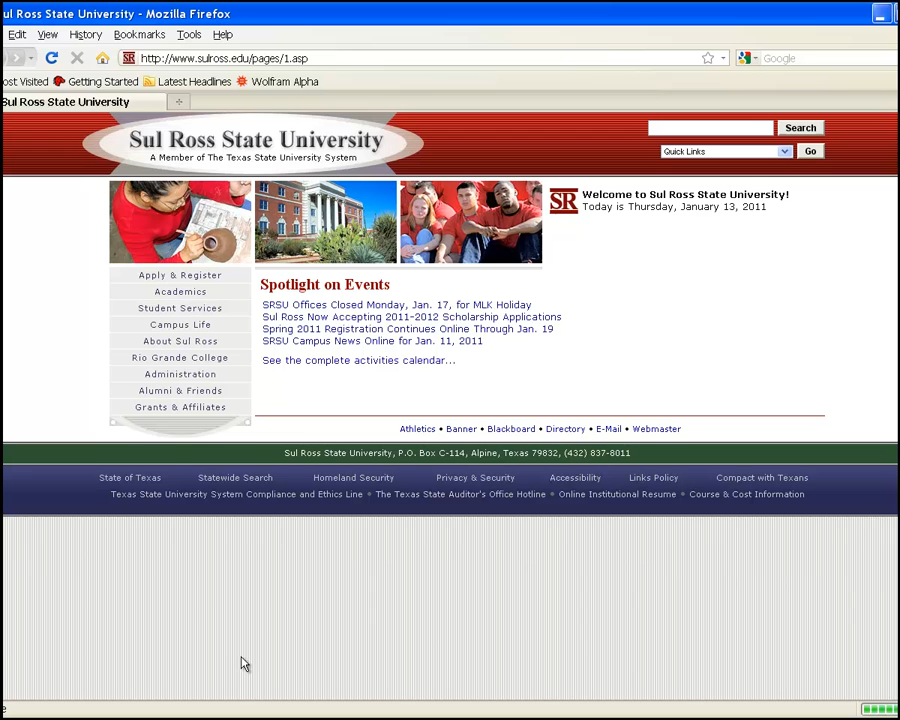 ul Ross State University - Mozilla Firefox
Edit View History Bookmarks Tools Help
http://www.sulross.edu/pages/1.asp
Google
ost Visited Getting Started Latest Headlines Wolfram Alpha
Sul Ross State University
Sul Ross State University
A Member of The Texas State University System
Search
Quick Links
Go
SR
Welcome to Sul Ross State University!
Today is Thursday, January 13, 2011
Apply & Register
Academics
Student Services
Campus Life
About Sul Ross
Rio Grande College
Administration
Alumni & Friends
Grants & Affiliates
Spotlight on Events
SRSU Offices Closed Monday, Jan. 17, for MLK Holiday
Sul Ross Now Accepting 2011-2012 Scholarship Applications
Spring 2011 Registration Continues Online Through Jan. 19
SRSU Campus News Online for Jan. 11, 2011
See the complete activities calendar...
Athletics • Banner • Blackboard • Directory • E-Mail • Webmaster
Sul Ross State University, P.O. Box C-114, Alpine, Texas 79832, (432) 837-8011
State of Texas Statewide Search Homeland Security Privacy & Security Accessibility Links Policy Compact with Texans
Texas State University System Compliance and Ethics Line • The Texas State Auditor's Office Hotline • Online Institutional Resume • Course & Cost Information